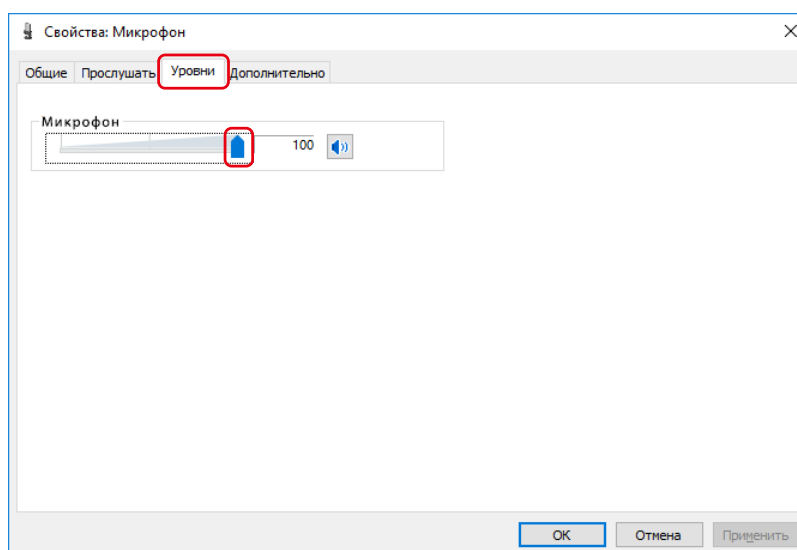 Свойства: Микрофон
Общие Прослушать Уровни Дополнительно
Микрофон
100
ОК Отмена Применить